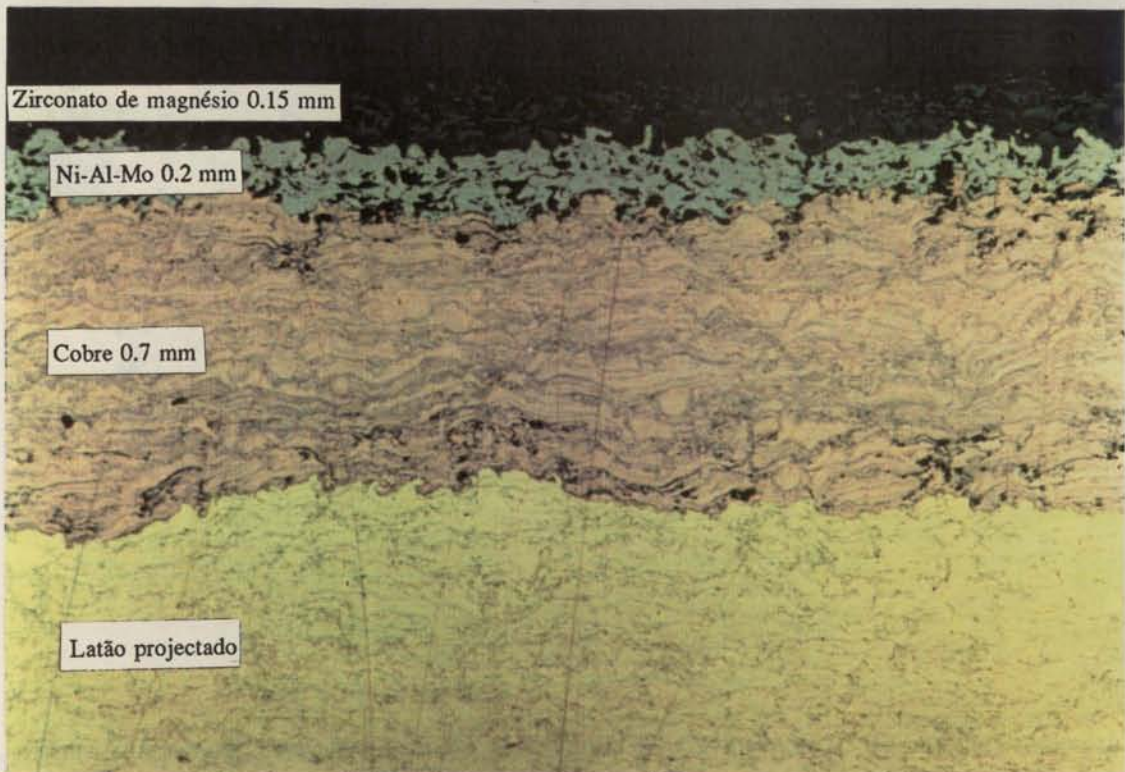 Zirconato de magnésio 0.15 mm
Ni-Al-Mo 0.2 mm
Cobre 0.7 mm
Latão projectado